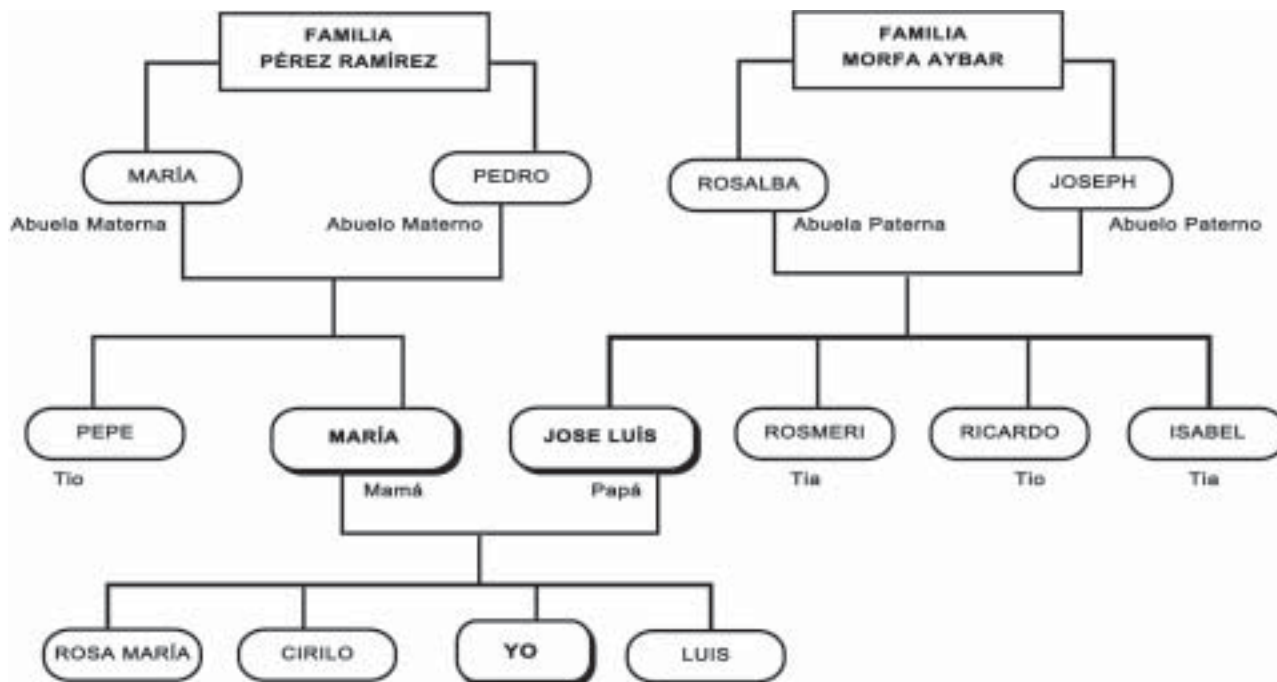 FAMILIA
PÉREZ RAMÍREZ
FAMILIA
MORFA AYBAR
MARÍA
PEDRO
ROSALBA
JOSEPH
Abuela Materna
Abuelo Materno
Abuela Paterna
Abuelo Paterno
PEPE
MARÍA
JOSE LUÍS
ROSMERI
RICARDO
ISABEL
Tio
Mamá
Papá
Tia
Tio
Tia
ROSA MARÍA
CIRILO
YO
LUIS